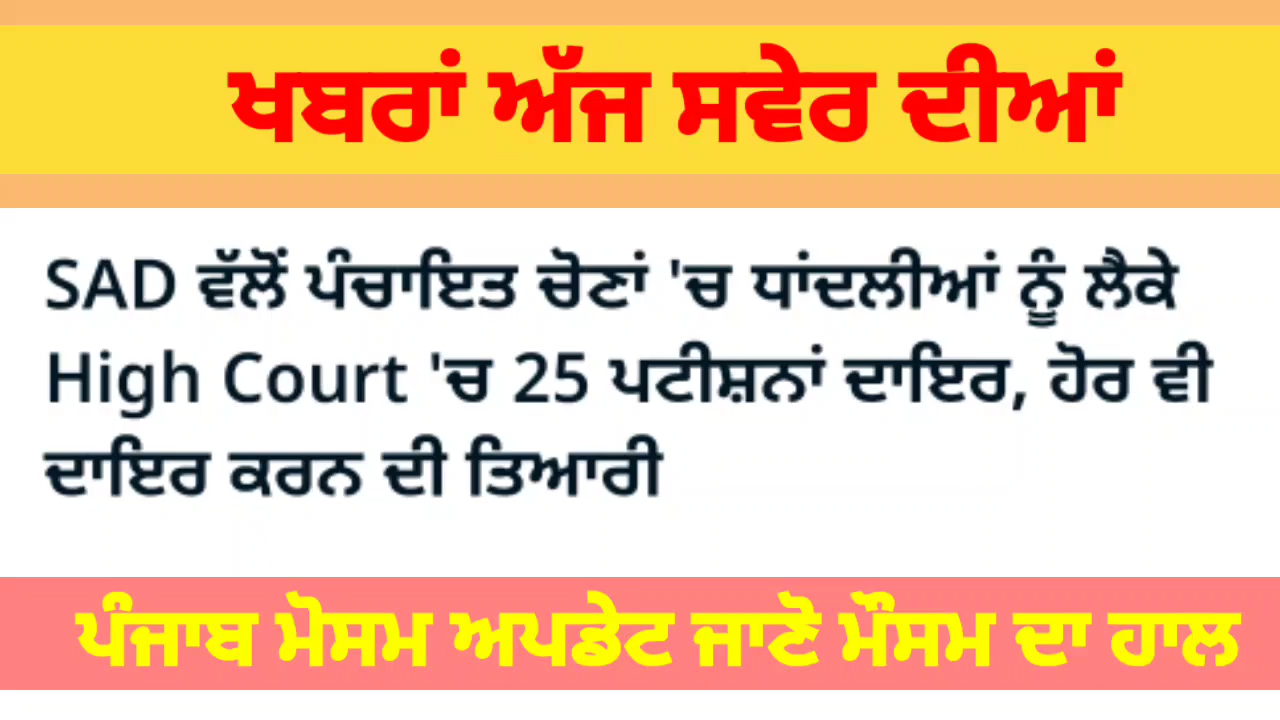 ਖਬਰਾਂ ਅੱਜ ਸਵੇਰ ਦੀਆਂ
SAD ਵੱਲੋਂ ਪੰਚਾਇਤ ਚੋਣਾਂ 'ਚ ਧਾਂਦਲੀਆਂ ਨੂੰ ਲੈਕੇ
High Court 'ਚ 25 ਪਟੀਸ਼ਨਾਂ ਦਾਇਰ, ਹੋਰ ਵੀ
ਦਾਇਰ ਕਰਨ ਦੀ ਤਿਆਰੀ
ਪੰਜਾਬ ਮੋਸਮ ਅਪਡੇਟ ਜਾਣੋ ਮੌਸਮ ਦਾ ਹਾਲ